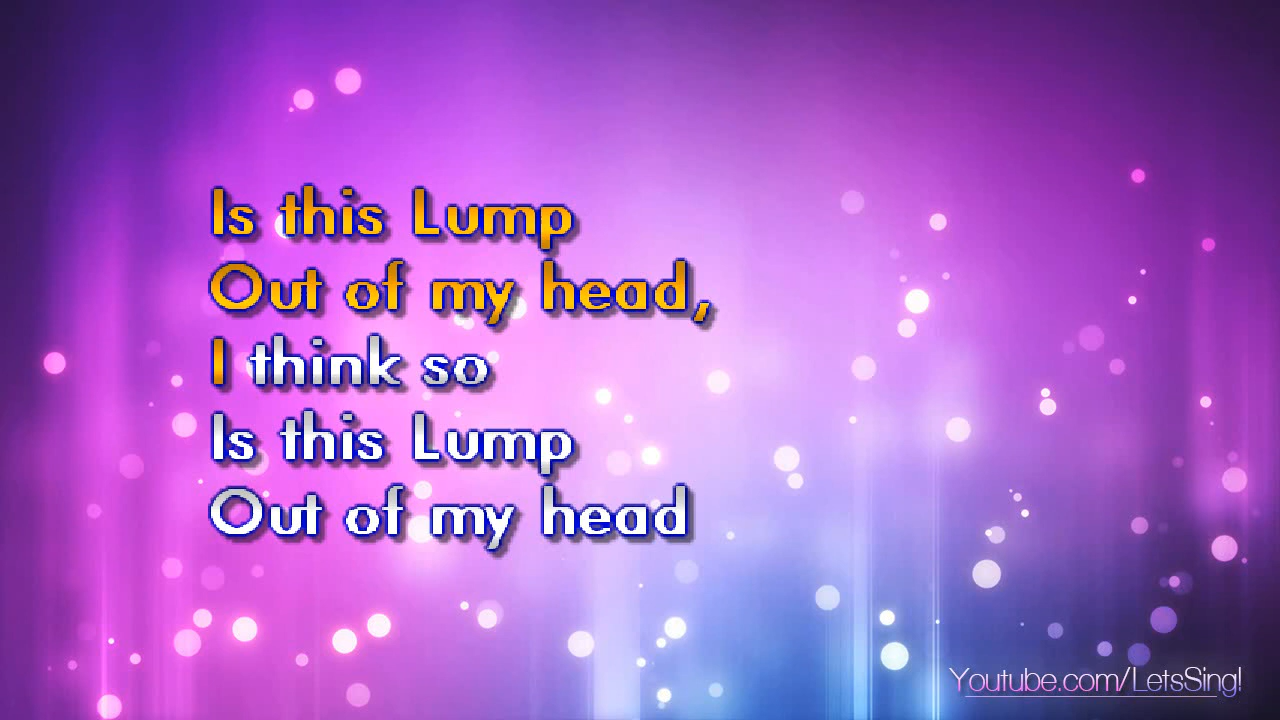 Is this Lump
Out of my head,
I think so
Is this Lump
Out of my head
Youtube.com/LetsSing!